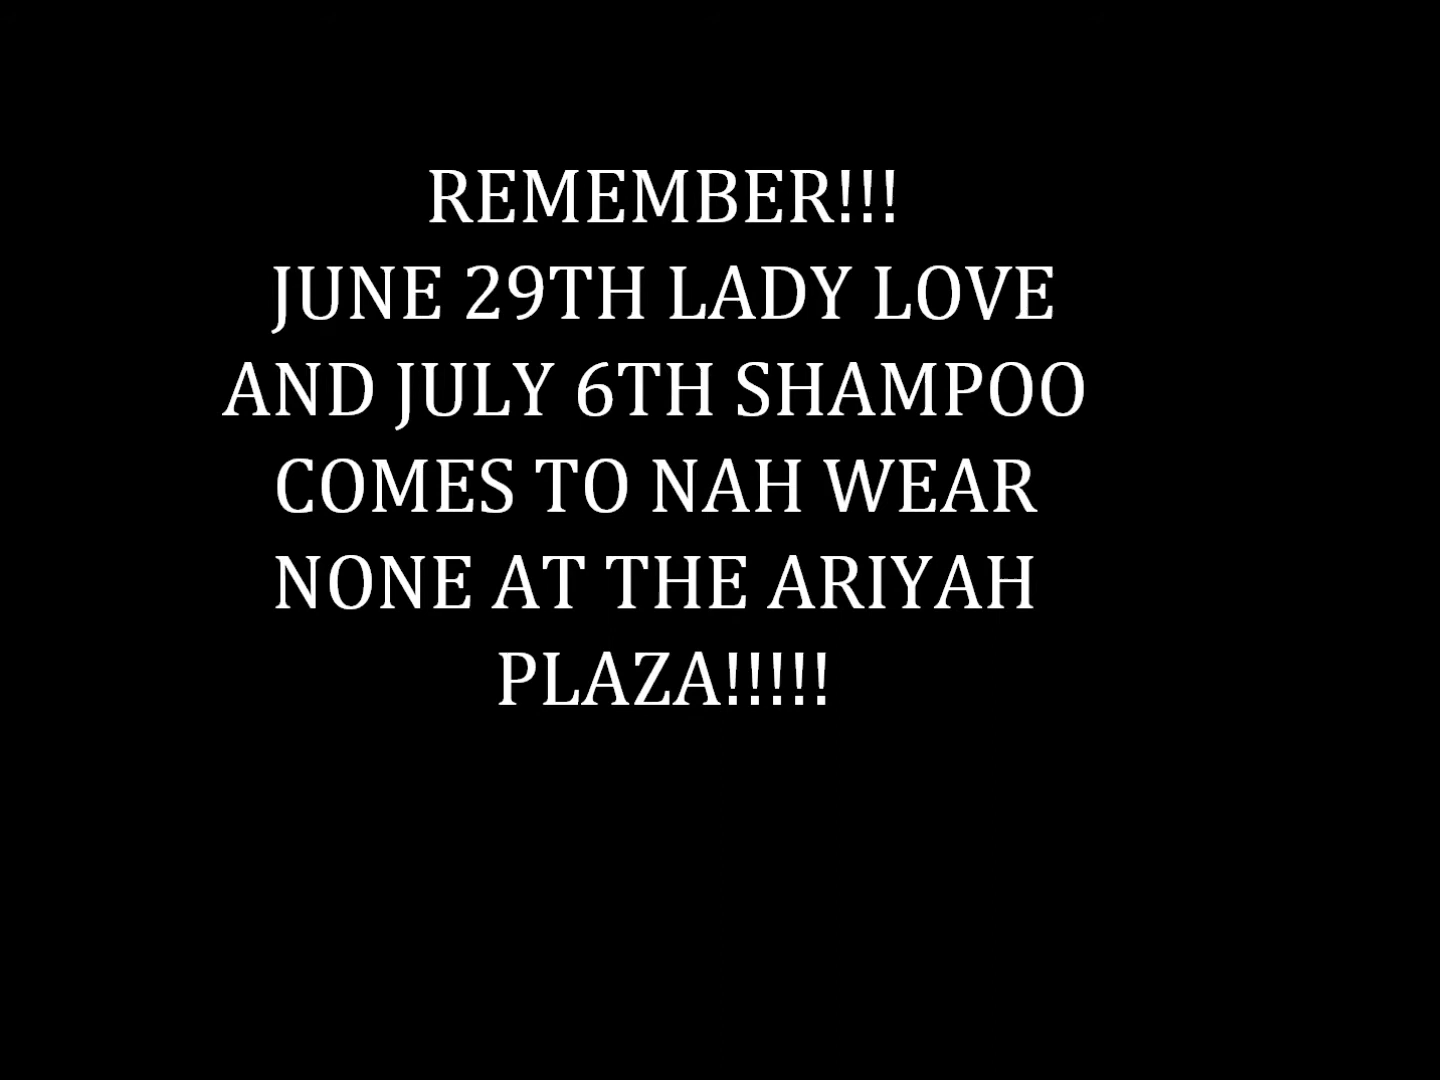 REMEMBER!!!
JUNE 29TH LADY LOVE
AND JULY 6TH SHAMPOO
COMES TO NAH WEAR
NONE AT THE ARIYAH
PLAZA!!!!!